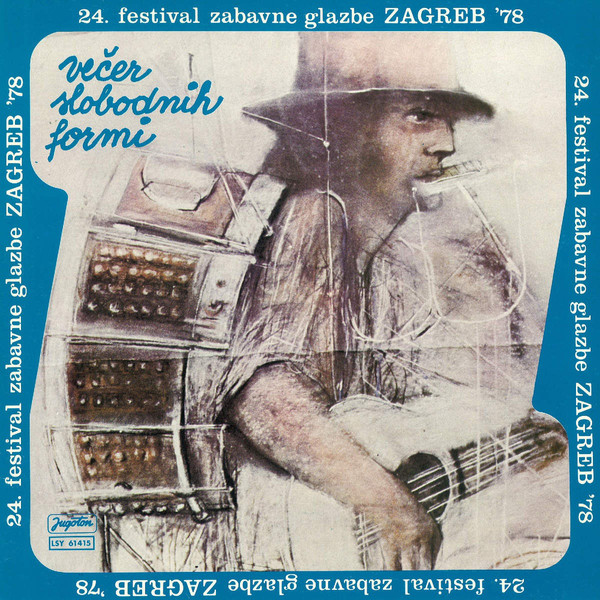 24. festival zabavne glazbe ZAGREB '78
večer
slobodnih
formi
24. festival zabavne glazbe ZAGREB '78
24. festival zabavne glazbe ZAGREB '78
Jugoton
LSY 61415
24. festival zabavne glazbe ZAGREB '78